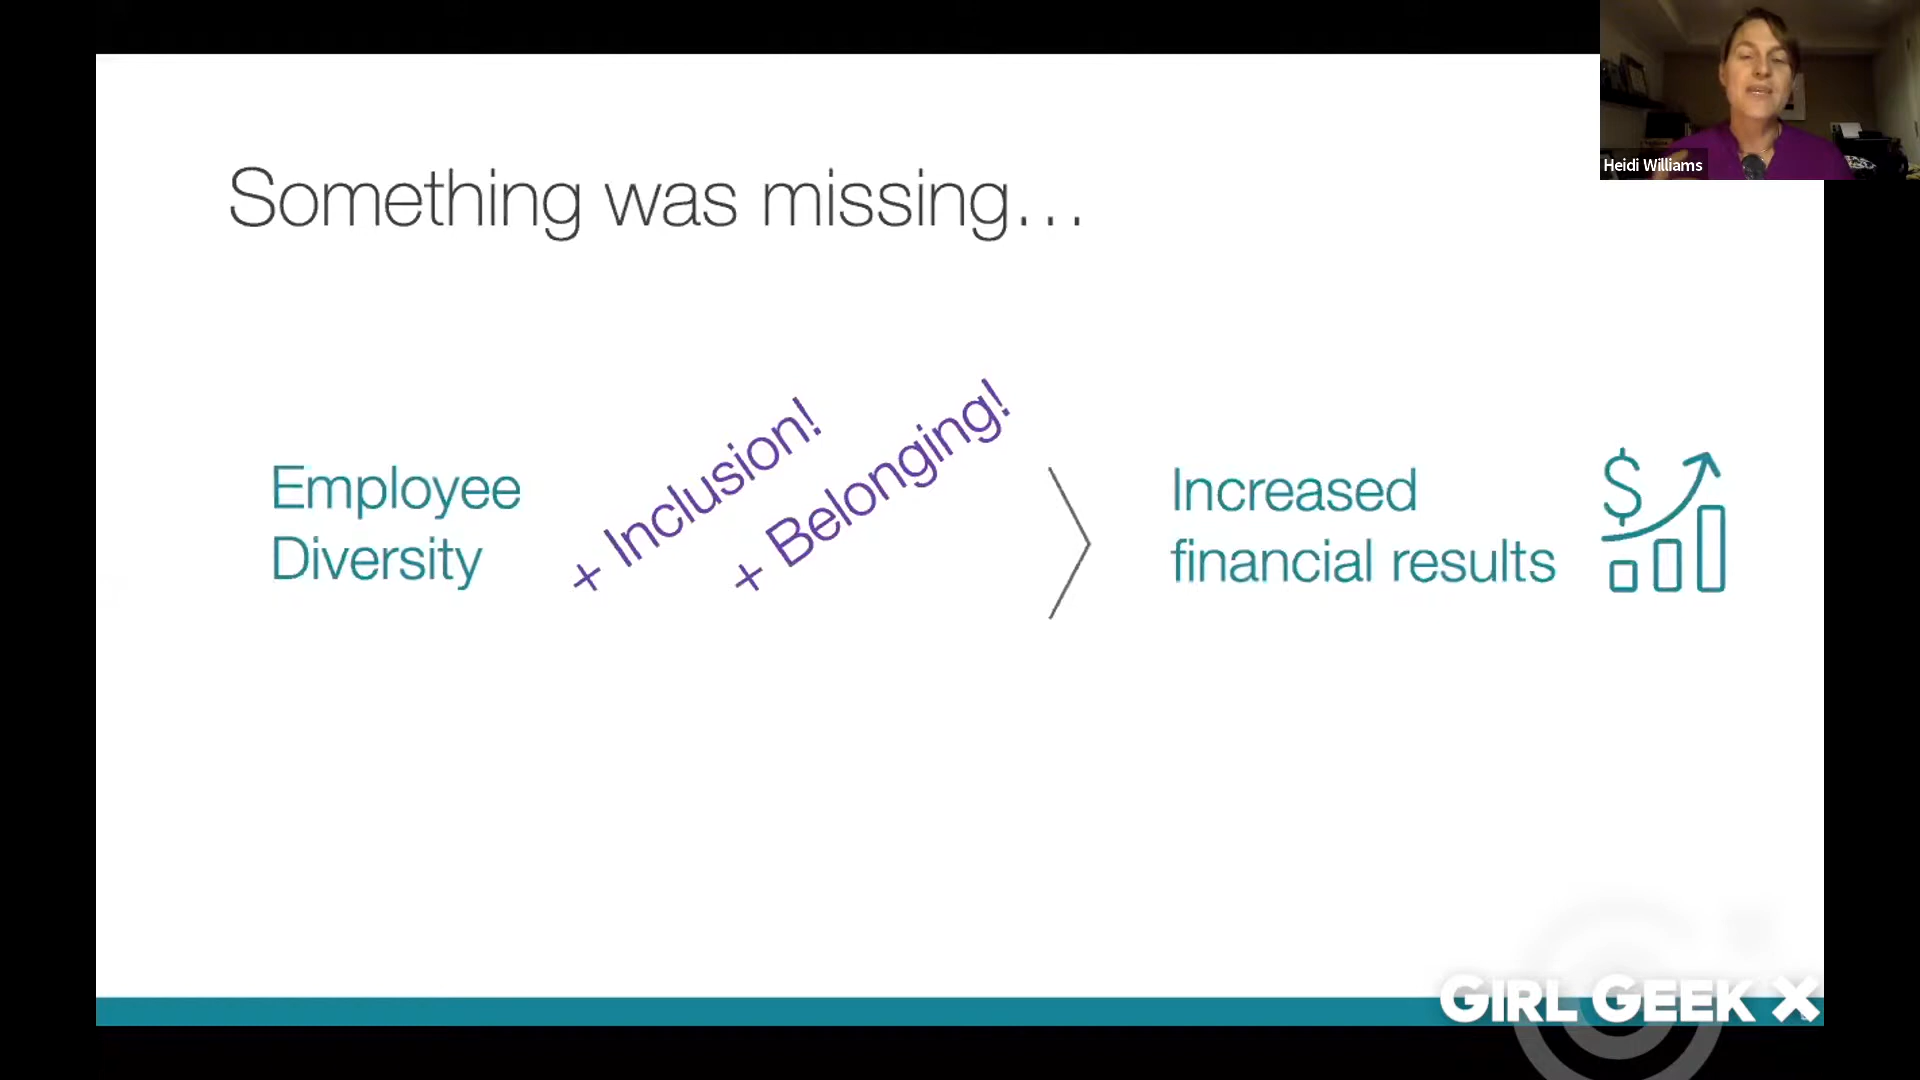 Heidi Williams
Something was missing...
Employee
Diversity
+ Inclusion!
+ Belonging!
Increased
financial results
$
GIRL GEEK X